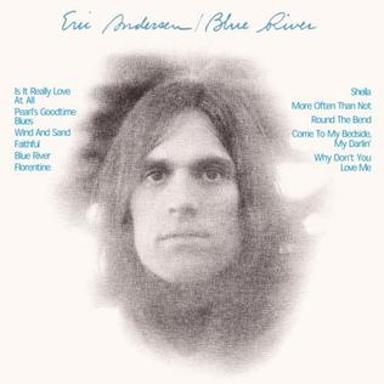 Eric Andersen / Blue River
Is It Really Love
At All
Pearl's Goodtime
Blues
Wind And Sand
Faithful
Blue River
Florentine
Sheila
More Often Than Not
Round The Bend
Come To My Bedside,
My Darlin'
Why Don't You
Love Me